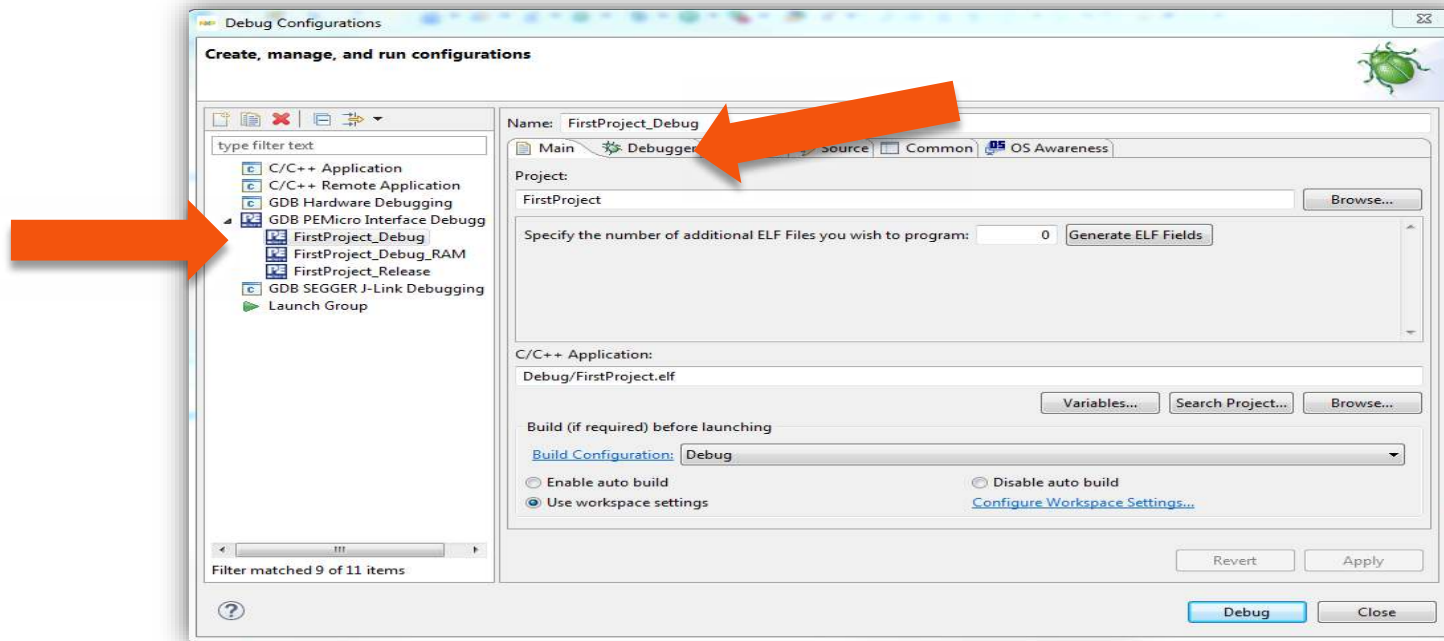 Debug Configurations
Create, manage, and run configurations
type filter text
C/C++ Application
C/C++ Remote Application
GDB Hardware Debugging
GDB PEMicro Interface Debugg
FirstProject_Debug
FirstProject_Debug_RAM
FirstProject_Release
GDB SEGGER J-Link Debugging
Launch Group
Filter matched 9 of 11 items
Name: FirstProject_Debug
Main Debugger Source Common OS Awareness
Project:
FirstProject Browse...
Specify the number of additional ELF Files you wish to program: 0 Generate ELF Fields
C/C++ Application:
Debug/FirstProject.elf
Variables... Search Project... Browse...
Build (if required) before launching
Build Configuration: Debug
Enable auto build Disable auto build
Use workspace settings Configure Workspace Settings...
Revert Apply
Debug Close